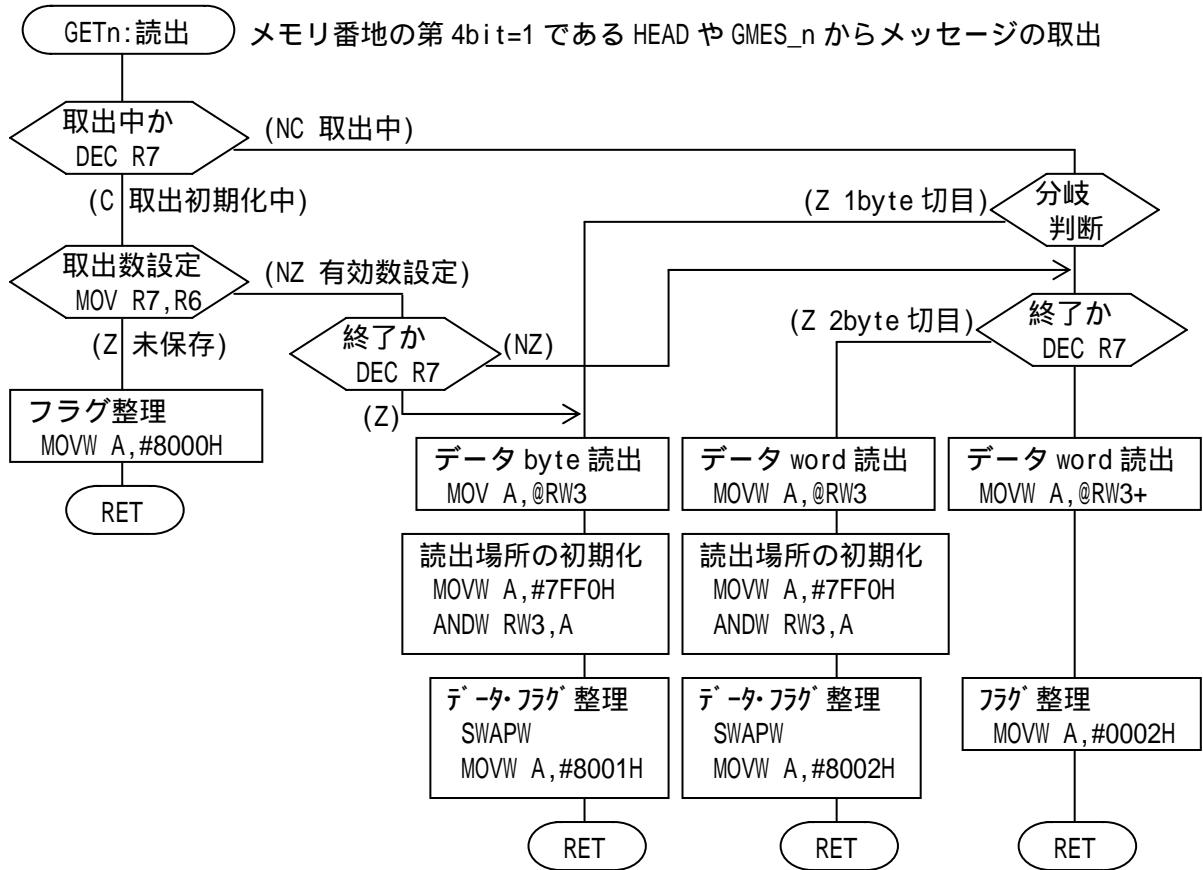 GETn:読出
メモリ番地の第4bit=1であるHEADやGMES_nからメッセージの取出
取出中か
DEC R7
(NC 取出中)
(C 取出初期化中)
(Z 1byte切目)
分岐
判断
取出数設定
MOV R7,R6
(NZ 有効数設定)
(Z 未保存)
終了か
DEC R7
(NZ)
(Z)
(Z 2byte切目)
終了か
DEC R7
フラグ整理
MOVW A,#8000H
RET
データbyte読出
MOV A,@RW3
読出場所の初期化
MOVW A,#7FF0H
ANDW RW3,A
データ・フラグ整理
SWAPW
MOVW A,#8001H
RET
データword読出
MOVW A,@RW3
読出場所の初期化
MOVW A,#7FF0H
ANDW RW3,A
データ・フラグ整理
SWAPW
MOVW A,#8002H
RET
データword読出
MOVW A,@RW3+
フラグ整理
MOVW A,#0002H
RET